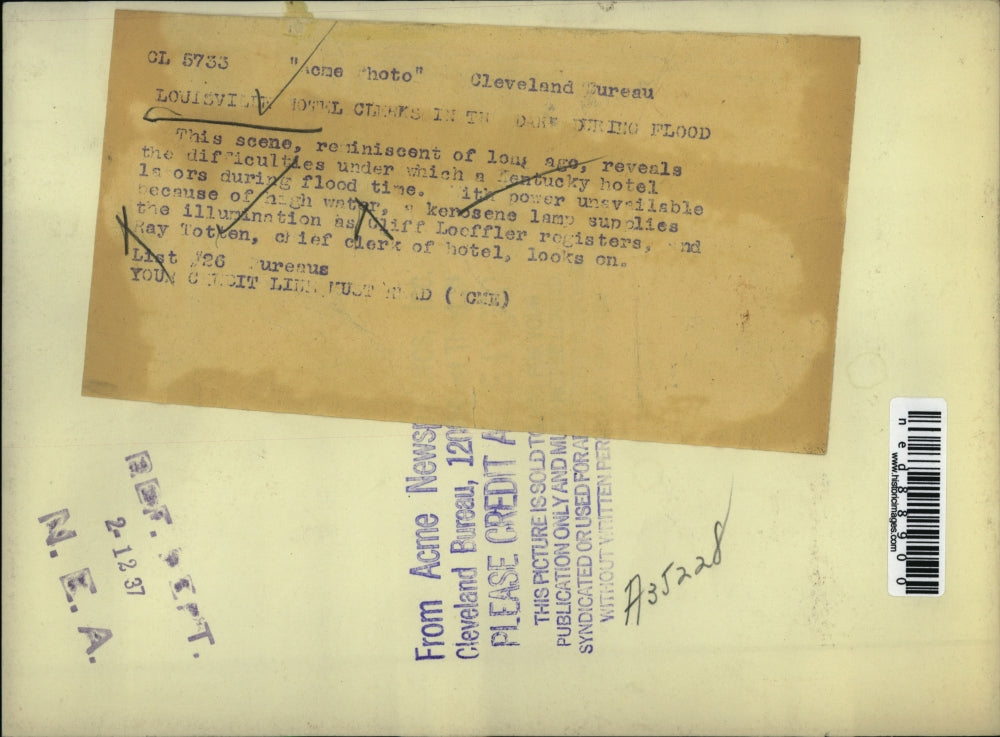 CL 5733 "Acme Photo" Cleveland Bureau
LOUISVILLE HOTEL CLERKS IN THE DARK DURING FLOOD
This scene, reminiscent of long ago, reveals
the difficulties under which a Kentucky hotel
labors during flood time. With power unavailable
because of high water, a kerosene lamp supplies
the illumination as Cliff Loeffler registers, and
Ray Totten, chief clerk of hotel, looks on.
List #26 Bureaus
YOUR CREDIT LINE MUST READ (ACME)
From Acme News
Cleveland Bureau, 120
PLEASE CREDIT A
THIS PICTURE IS SOLD
PUBLICATION ONLY AND MU
SYNDICATED OR USED FOR
WITHOUT WRITTEN PER
REF. DEPT.
2-12 37
N. E. A.
A35228
ned88900
www.historicimages.com